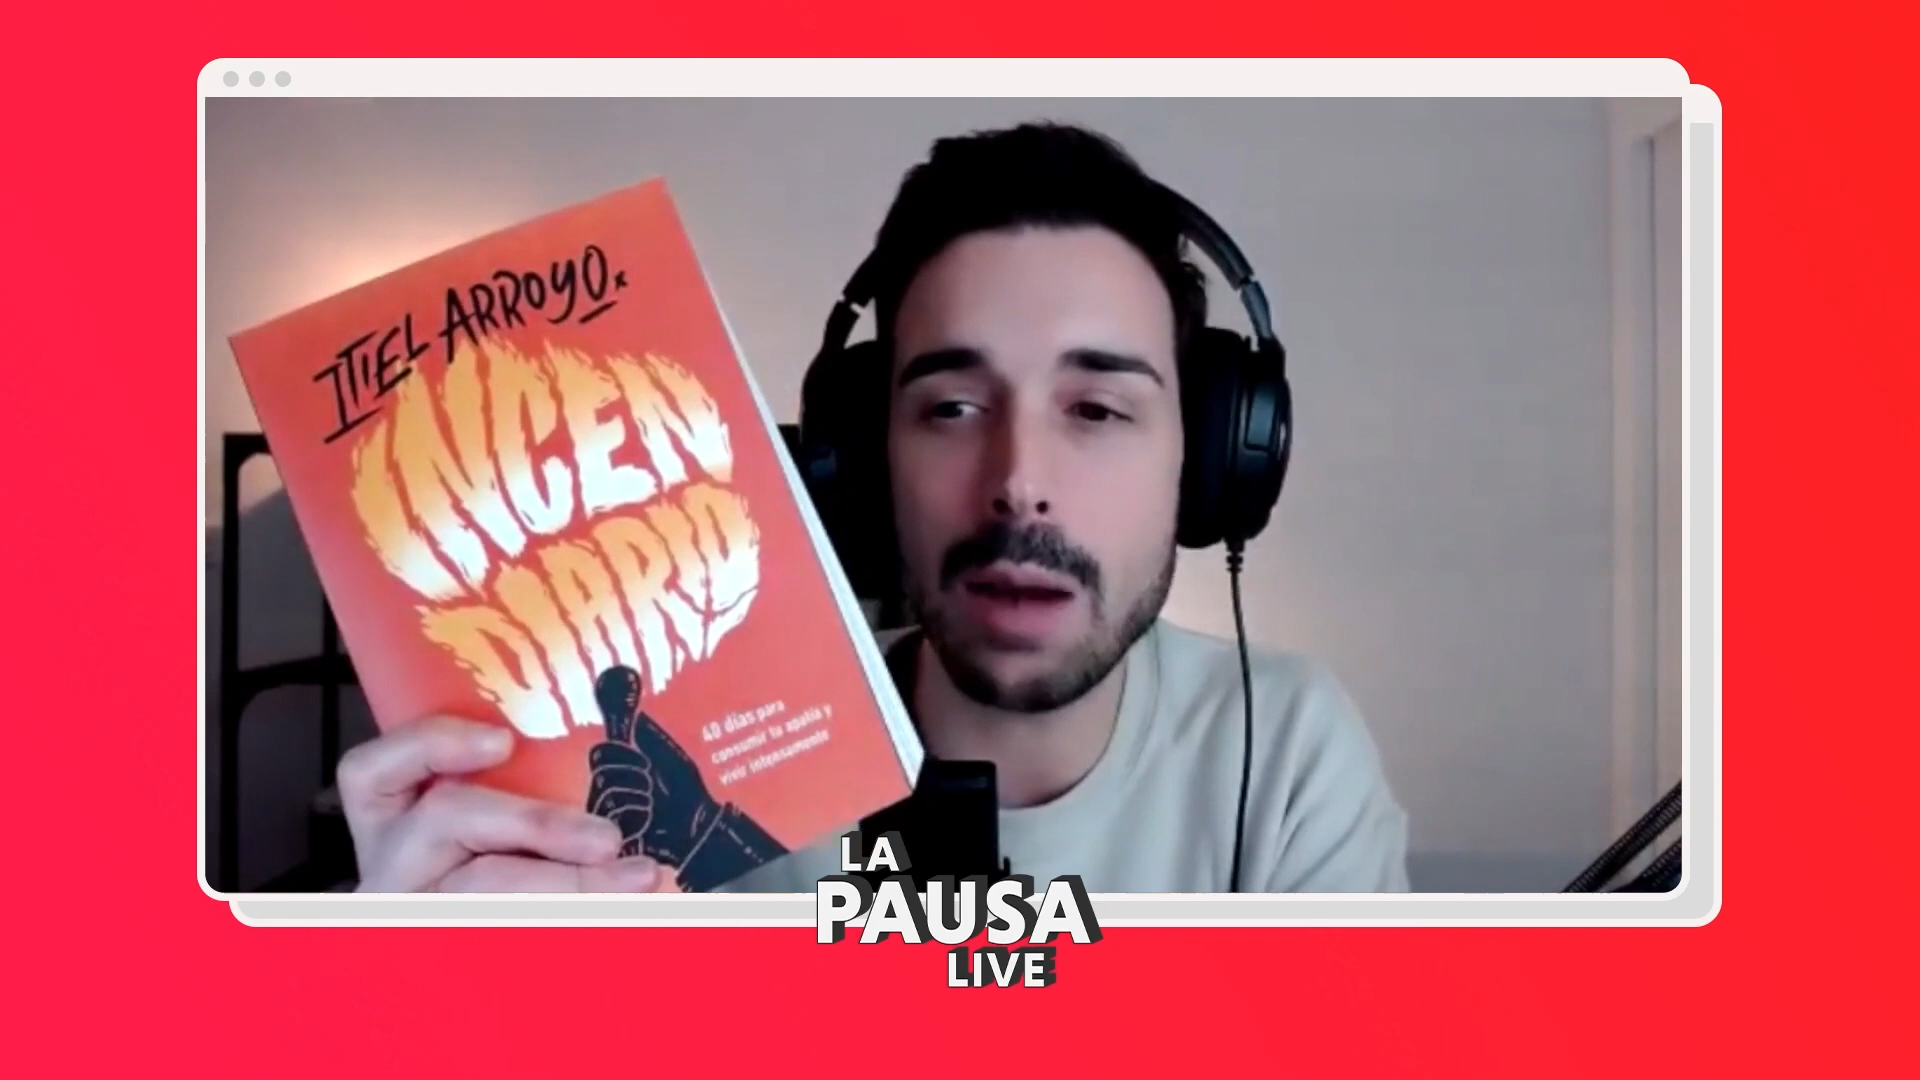 ITIEL ARROYO.
INCEN
DIARIO
40 días para
consumir tu apatía y
vivir intensamente
LA
PAUSA
LIVE